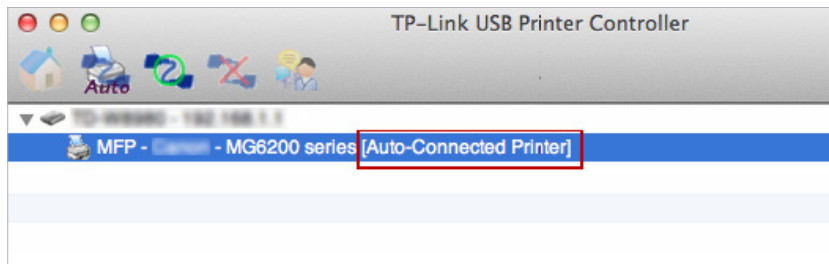 TP-Link USB Printer Controller
Auto
MFP - - MG6200 series [Auto-Connected Printer]